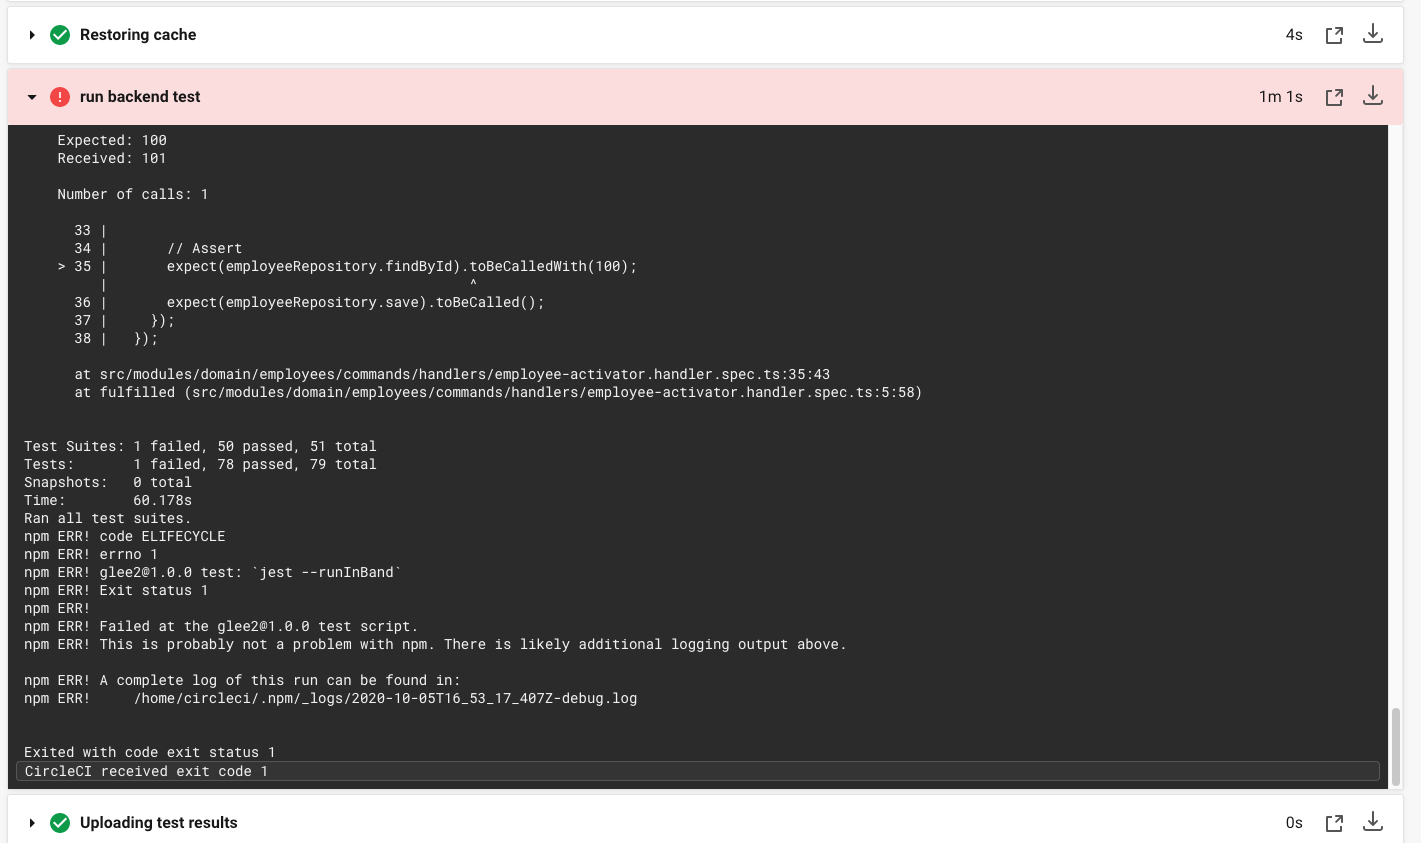 Restoring cache 4s
run backend test 1m 1s
Expected: 100
Received: 101
Number of calls: 1
33 |
34 |       // Assert
> 35 |       expect(employeeRepository.findById).toBeCalledWith(100);
|                                            ^
36 |       expect(employeeRepository.save).toBeCalled();
37 |     });
38 |   });
at src/modules/domain/employees/commands/handlers/employee-activator.handler.spec.ts:35:43
at fulfilled (src/modules/domain/employees/commands/handlers/employee-activator.handler.spec.ts:5:58)
Test Suites: 1 failed, 50 passed, 51 total
Tests:       1 failed, 78 passed, 79 total
Snapshots:   0 total
Time:        60.178s
Ran all test suites.
npm ERR! code ELIFECYCLE
npm ERR! errno 1
npm ERR! glee2@1.0.0 test: `jest --runInBand`
npm ERR! Exit status 1
npm ERR!
npm ERR! Failed at the glee2@1.0.0 test script.
npm ERR! This is probably not a problem with npm. There is likely additional logging output above.
npm ERR! A complete log of this run can be found in:
npm ERR!     /home/circleci/.npm/_logs/2020-10-05T16_53_17_407Z-debug.log
Exited with code exit status 1
CircleCI received exit code 1
Uploading test results 0s